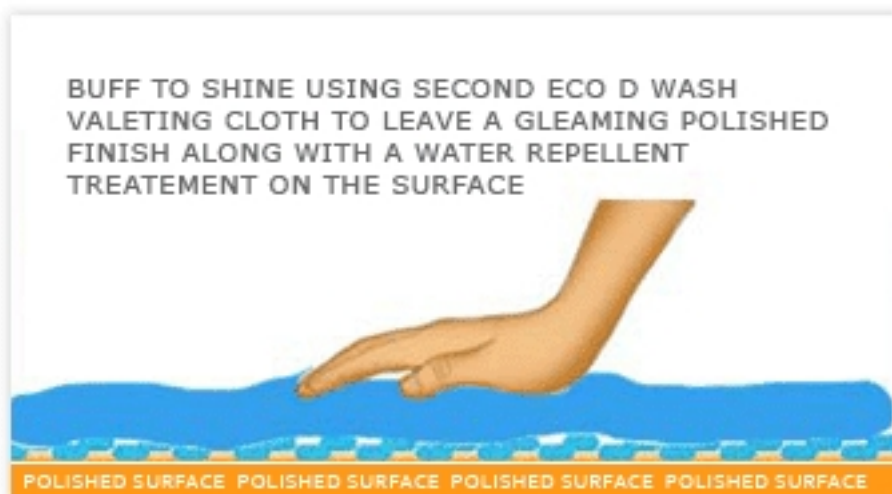 BUFF TO SHINE USING SECOND ECO D WASH
VALETING CLOTH TO LEAVE A GLEAMING POLISHED
FINISH ALONG WITH A WATER REPELLENT
TREATEMENT ON THE SURFACE
POLISHED SURFACE POLISHED SURFACE POLISHED SURFACE POLISHED SURFACE